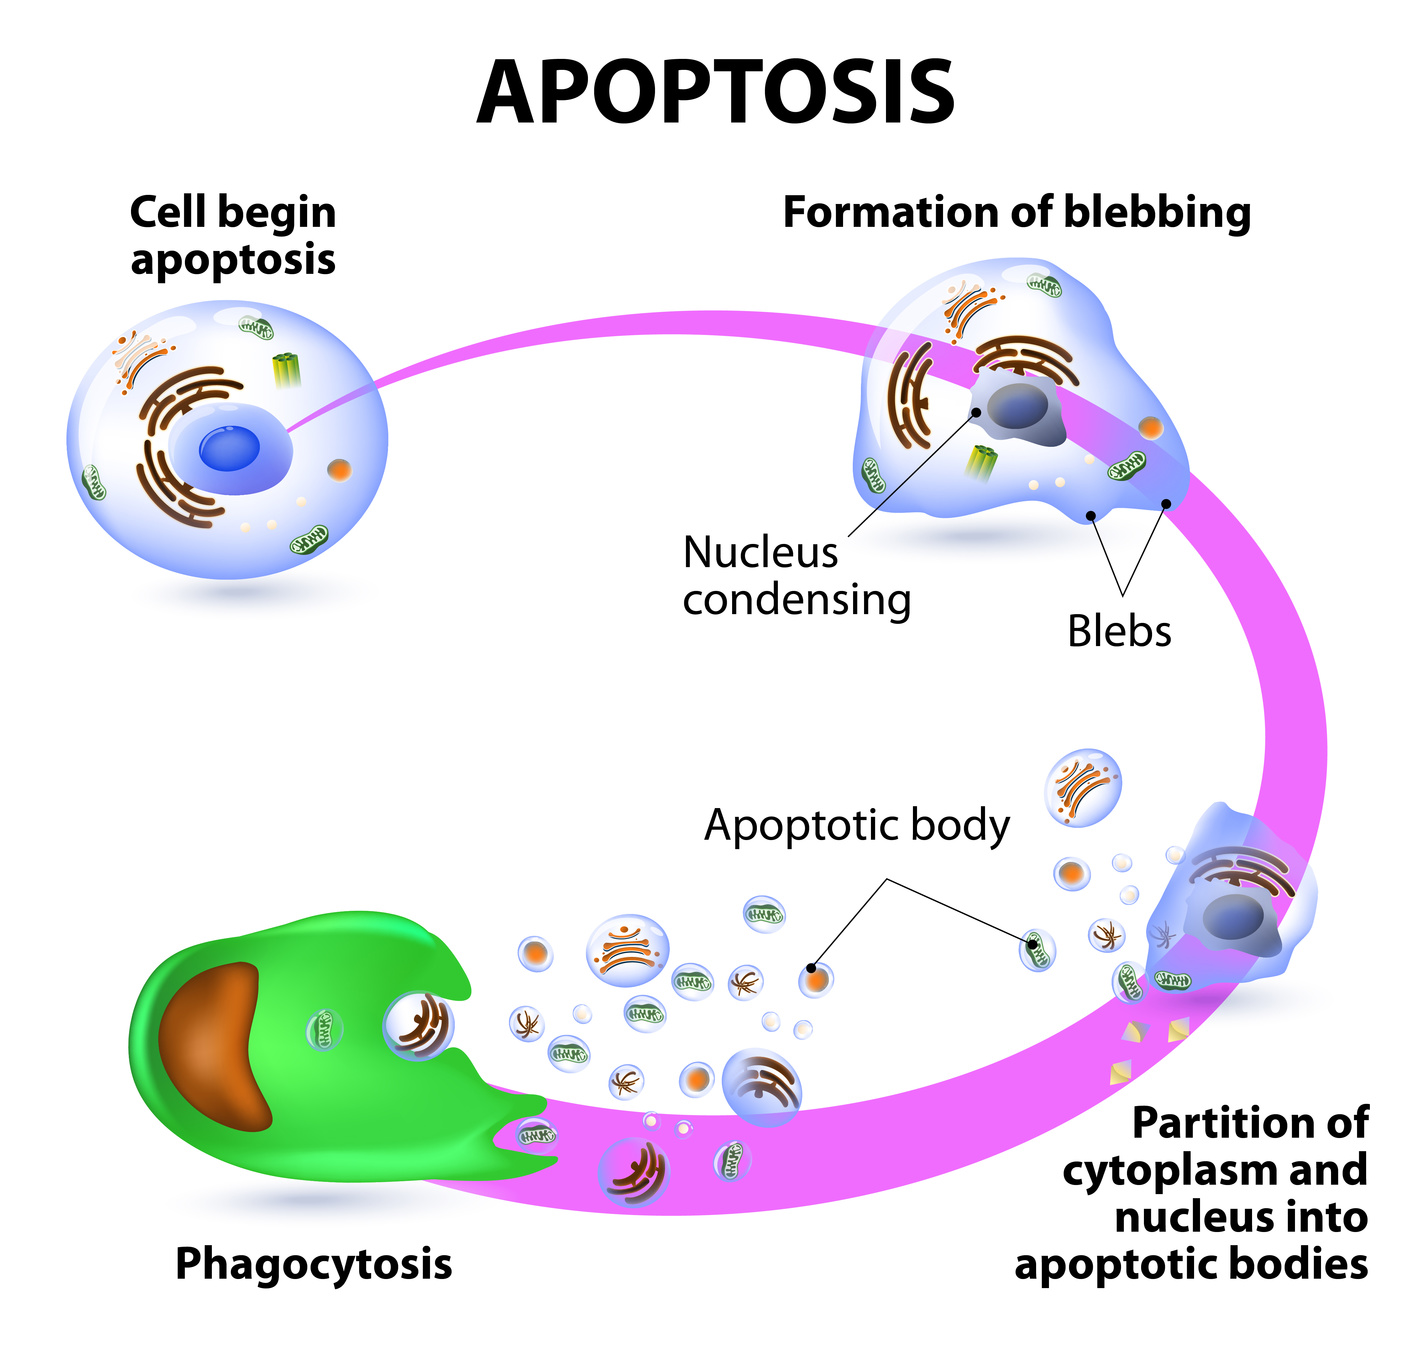 APOPTOSIS
Cell begin
apoptosis
Formation of blebbing
Nucleus
condensing
Blebs
Apoptotic body
Partition of
cytoplasm and
nucleus into
apoptotic bodies
Phagocytosis